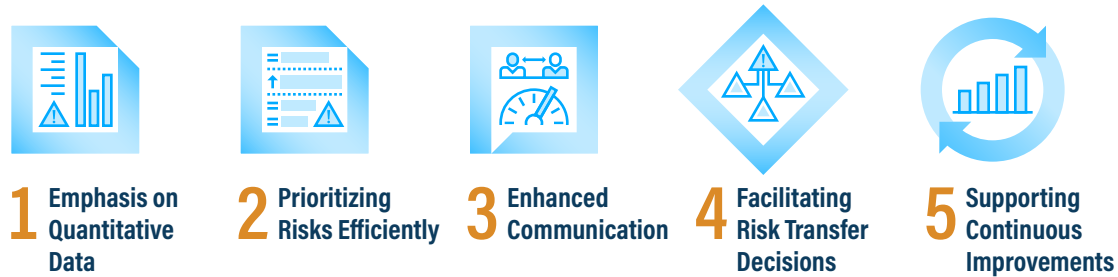 1 Emphasis on
Quantitative
Data
2 Prioritizing
Risks Efficiently
3 Enhanced
Communication
4 Facilitating
Risk Transfer
Decisions
5 Supporting
Continuous
Improvements